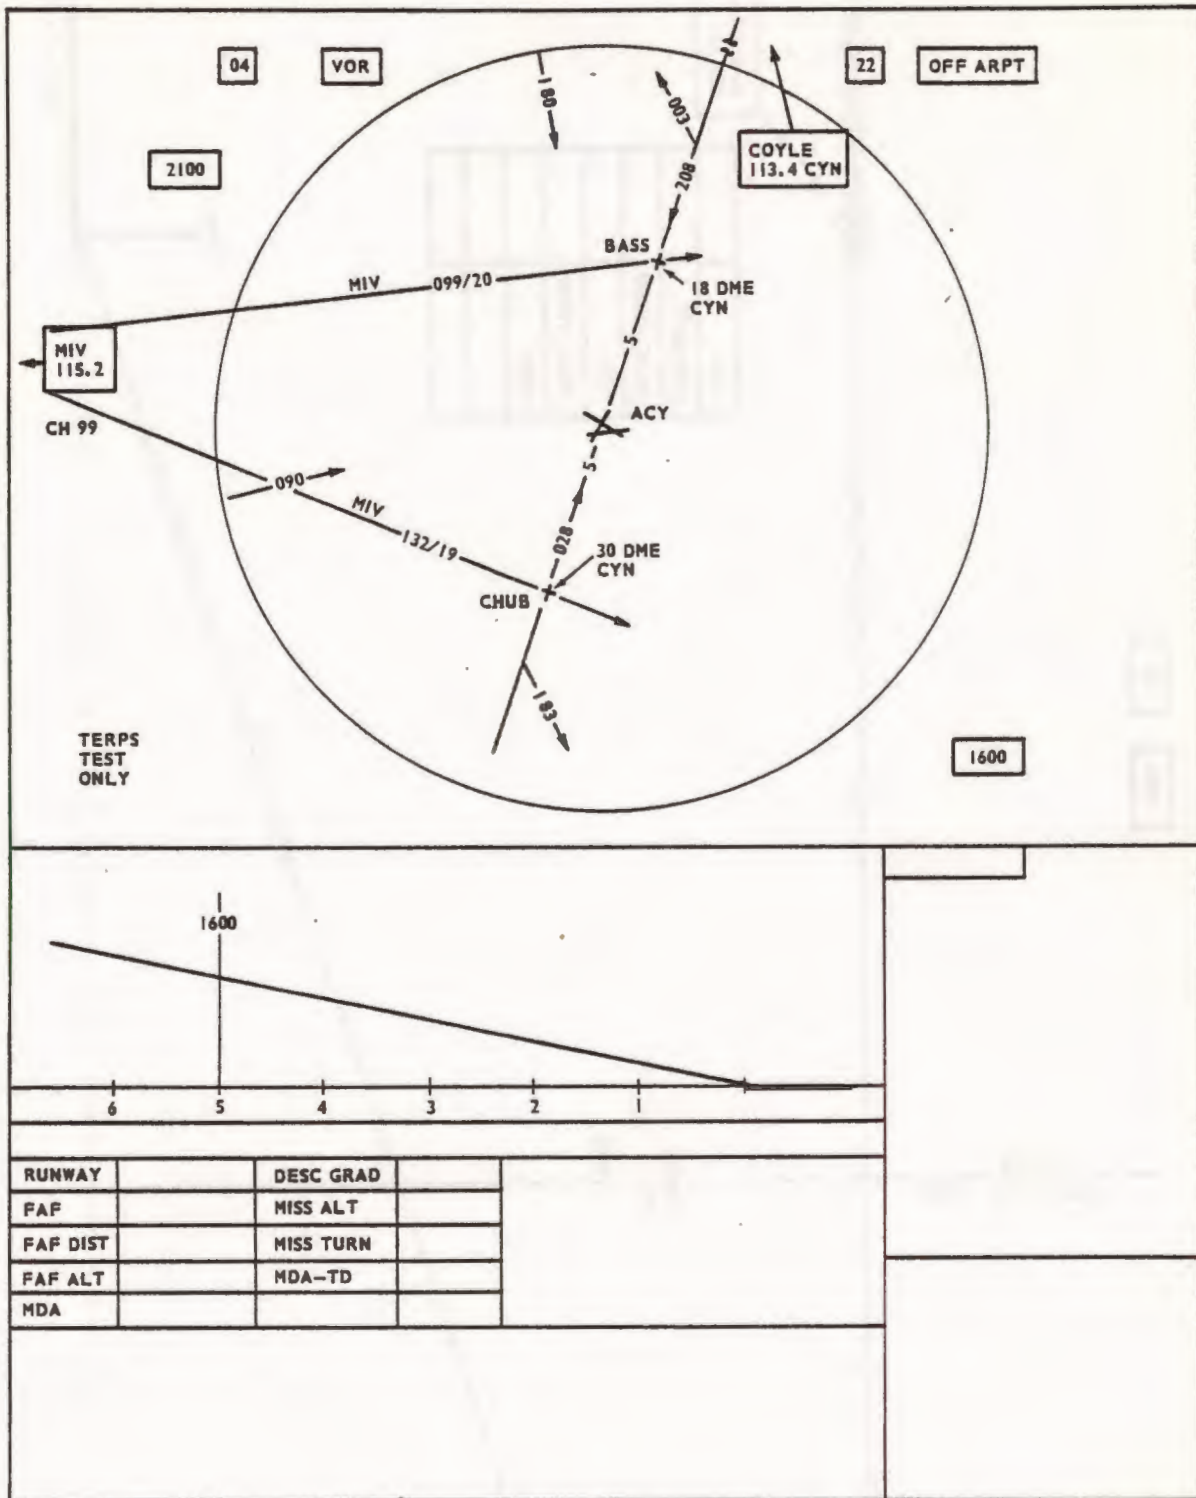 04
VOR
22
OFF ARPT
180
003
COYLE
113.4 CYN
2100
208
BASS
MIV
099/20
18 DME
CYN
MIV
115.2
5
ACY
CH 99
5
090
MIV
132/19
028
30 DME
CYN
CHUB
183
TERPS
TEST
ONLY
1600
1600
6
5
4
3
2
1
RUNWAY
DESC GRAD
FAF
MISS ALT
FAF DIST
MISS TURN
FAF ALT
MDA-TD
MDA